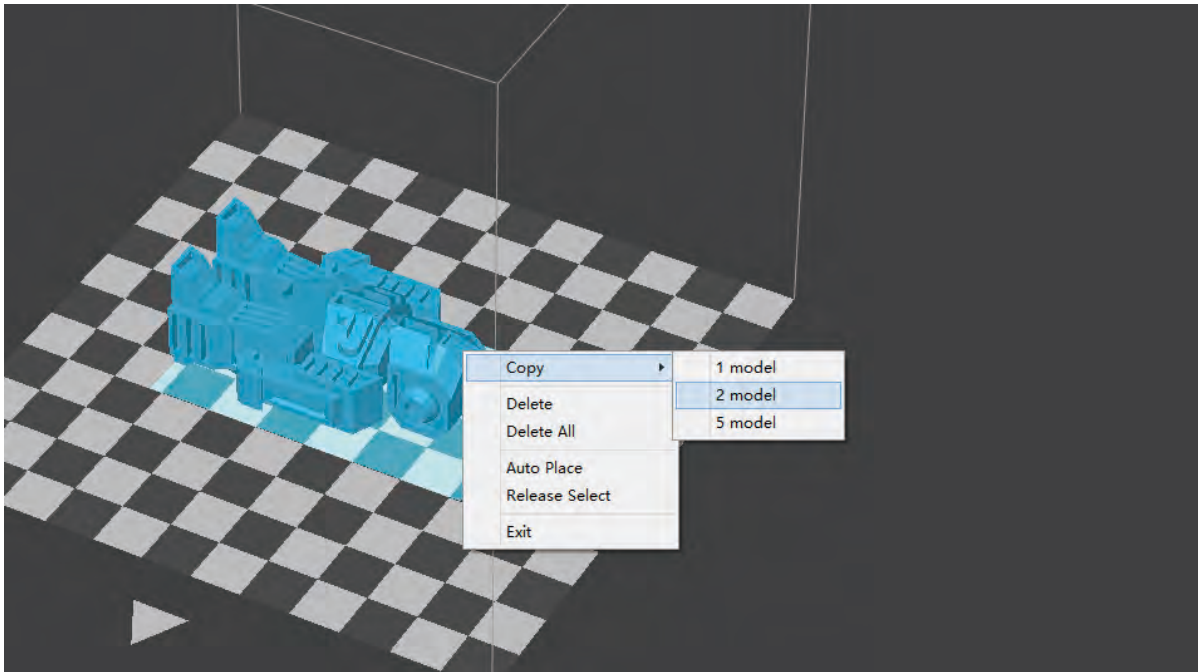 Copy
1 model
2 model
5 model
Delete
Delete All
Auto Place
Release Select
Exit